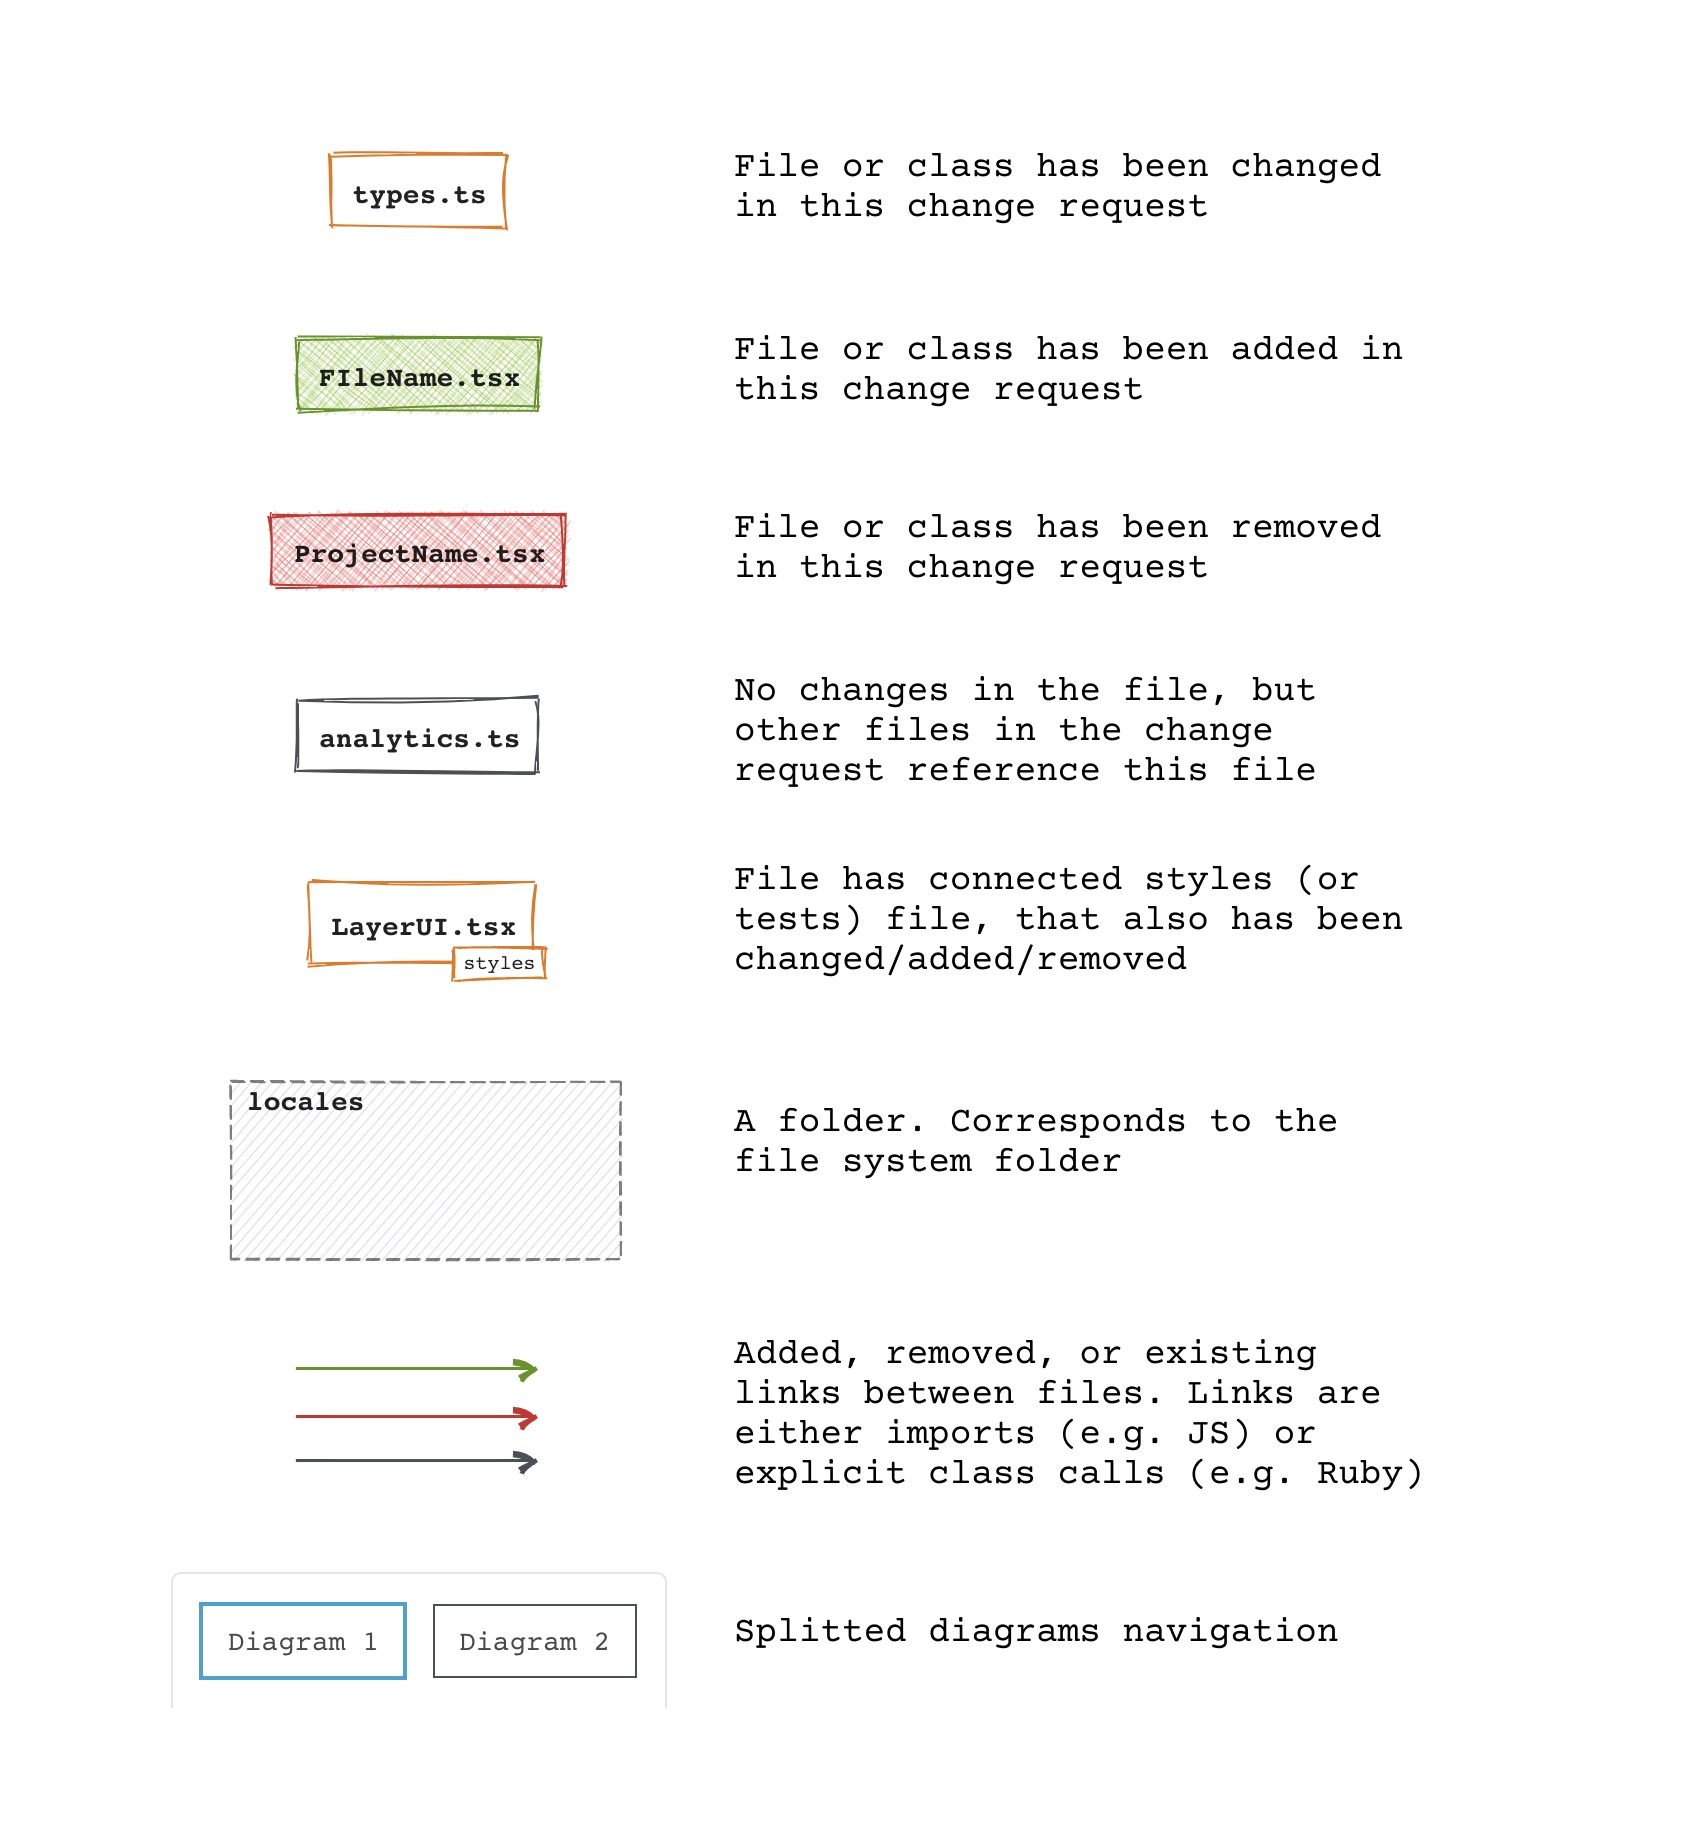 types.ts
File or class has been changed
in this change request
FIleName.tsx
File or class has been added in
this change request
ProjectName.tsx
File or class has been removed
in this change request
analytics.ts
No changes in the file, but
other files in the change
request reference this file
LayerUI.tsx
styles
File has connected styles (or
tests) file, that also has been
changed/added/removed
locales
A folder. Corresponds to the
file system folder
Added, removed, or existing
links between files. Links are
either imports (e.g. JS) or
explicit class calls (e.g. Ruby)
Diagram 1
Diagram 2
Splitted diagrams navigation